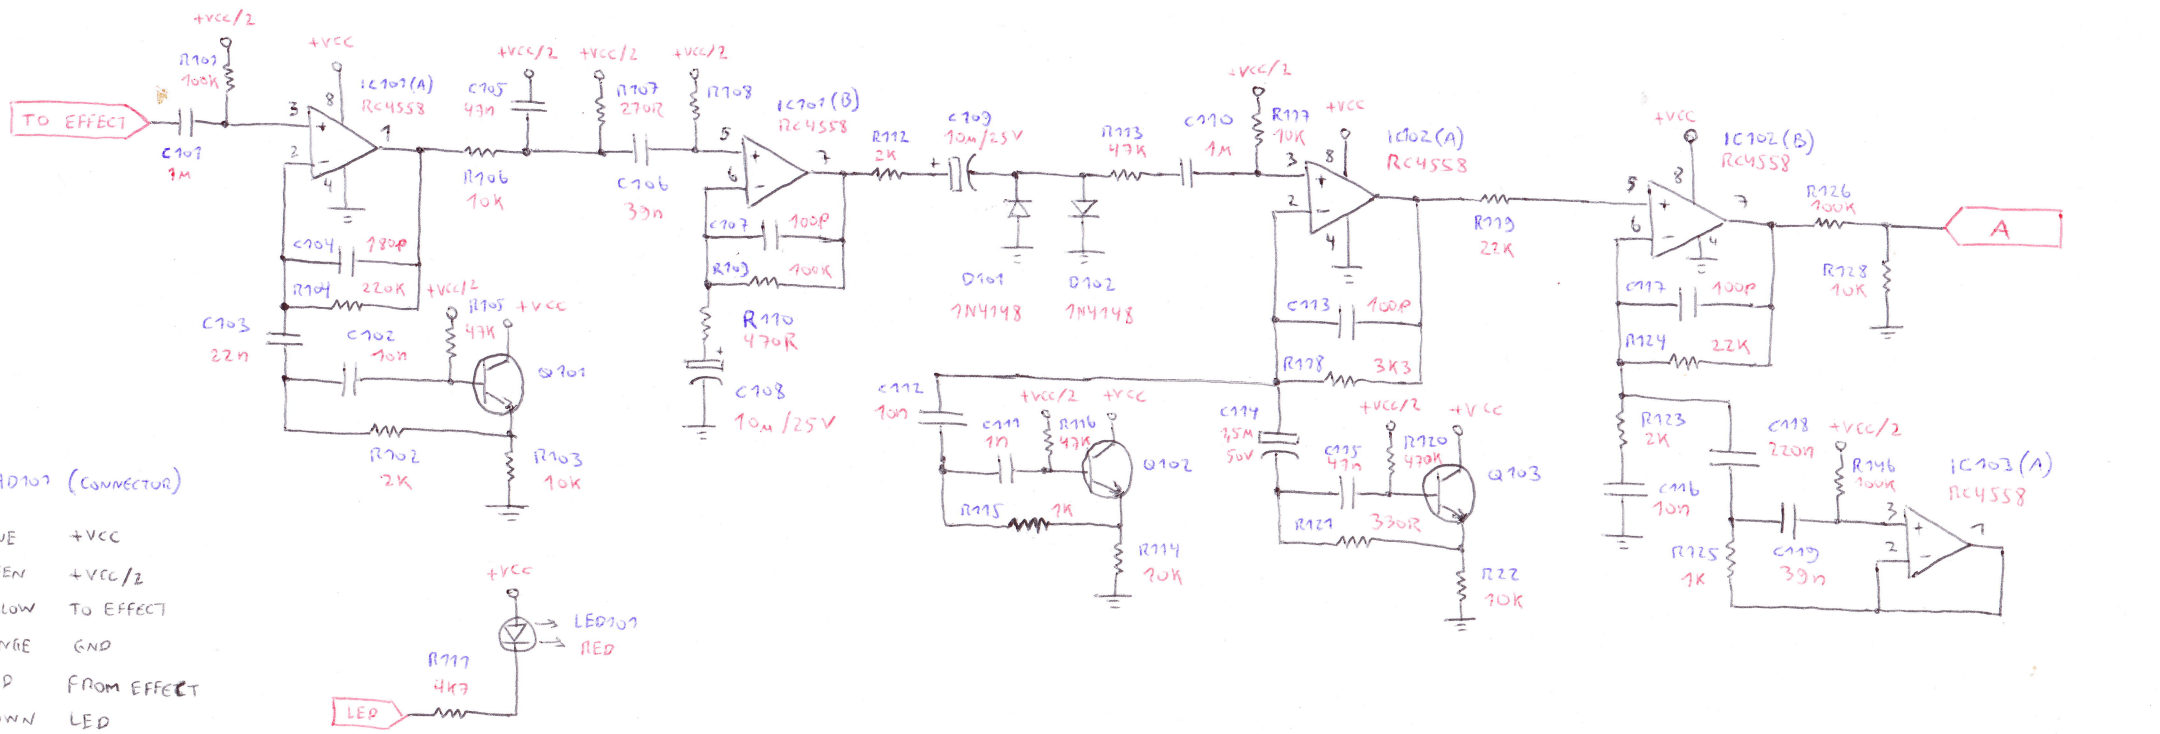 +VCC/2
R101
100K
TO EFFECT
C101
1M
+VCC
IC101(A)
RC4558
3
2
8
4
1
C104
180P
R104
220K
C103
22n
C102
10n
+VCC/2
R105
47K
+VCC
Q101
R102
2K
R103
10K
R106
10K
+VCC/2
C105
47n
+VCC/2
R107
270R
C106
39n
+VCC/2
R108
IC101(B)
RC4558
5
6
7
C107
100P
R109
100K
R110
470R
+
C108
10M/25V
R112
2K
C109
10M/25V
+
D101
1N4148
D102
1N4148
R113
47K
C110
1M
+VCC/2
R117
10K
+VCC
IC102(A)
RC4558
3
2
8
4
C113
100P
R118
3K3
C112
10n
C111
1n
+VCC/2
R116
47K
+VCC
Q102
R115
1K
R114
10K
C114
1,5M
50V
C115
47n
+VCC/2
R120
470K
+VCC
Q103
R121
330R
R22
10K
R119
22K
+VCC
IC102(B)
RC4558
5
6
8
4
7
C117
100P
R124
22K
R123
2K
C116
10n
C118
220n
+VCC/2
R146
100K
R125
1K
C119
39n
IC103(A)
RC4558
3
2
1
R126
100K
R128
10K
A
D101 (CONNECTOR)
UE +VCC
EEN +VCC/2
LOW TO EFFECT
NGE GND
D FROM EFFECT
OWN LED
+VCC
LED101
RED
R111
4K7
LED